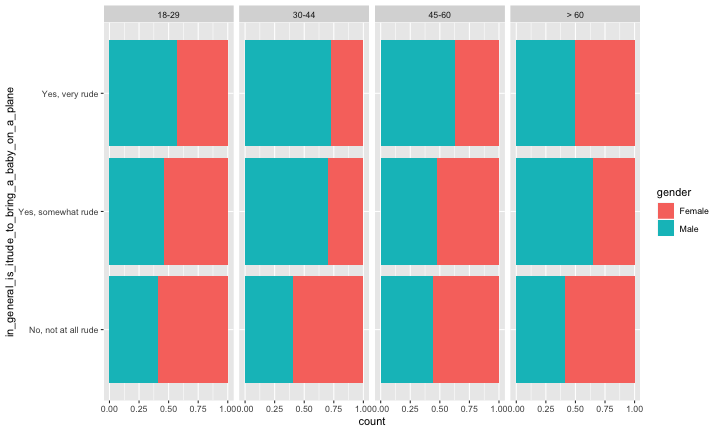 18-29 30-44 45-60 > 60
in_general_is_itrude_to_bring_a_baby_on_a_plane
Yes, very rude
Yes, somewhat rude
No, not at all rude
0.00 0.25 0.50 0.75 1.00 0.00 0.25 0.50 0.75 1.00 0.00 0.25 0.50 0.75 1.00 0.00 0.25 0.50 0.75 1.00
count
gender
Female
Male